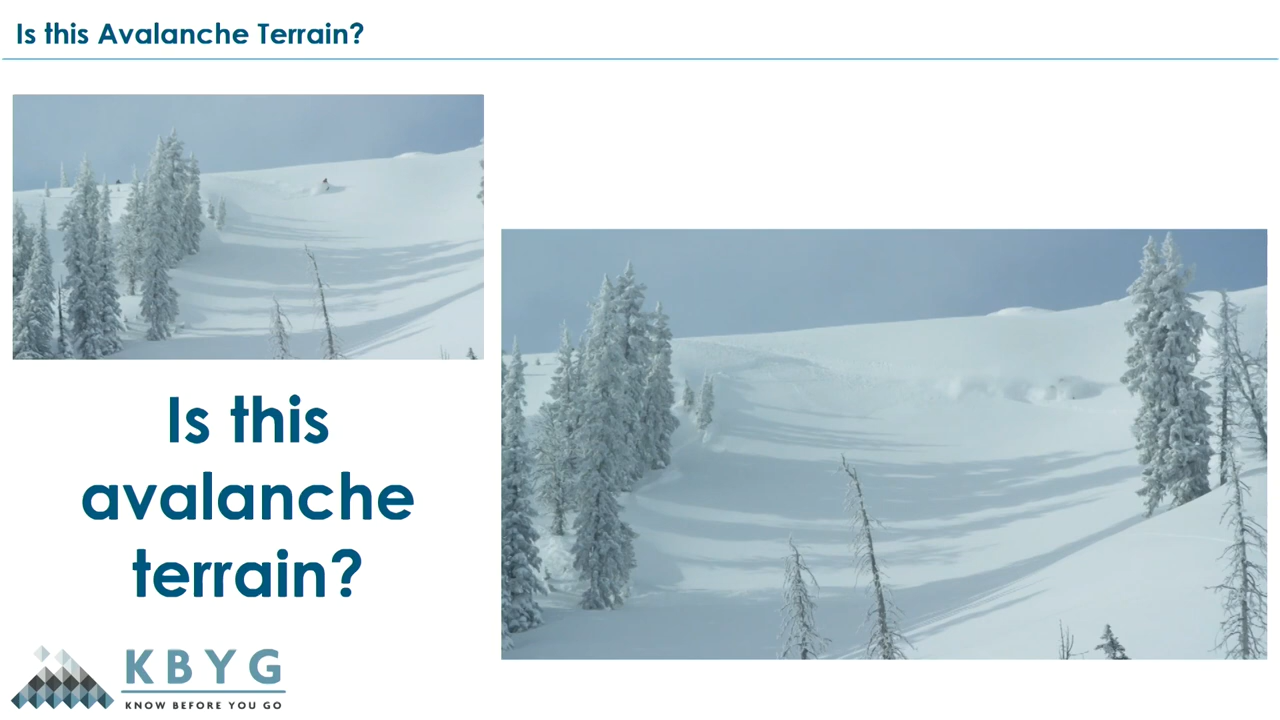 Is this Avalanche Terrain?
Is this
avalanche
terrain?
KBYG
KNOW BEFORE YOU GO